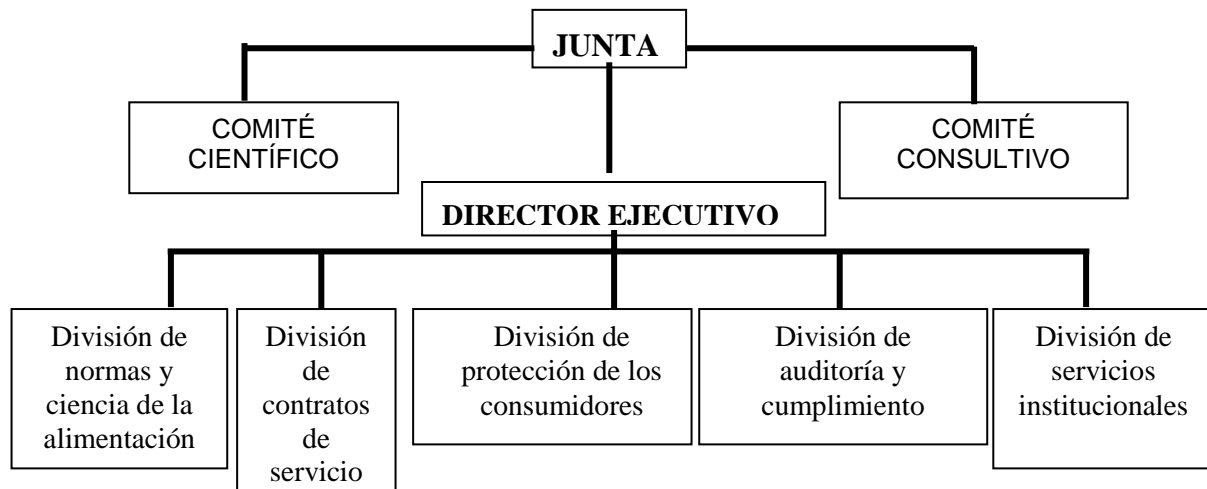 JUNTA
COMITÉ
CIENTÍFICO
COMITÉ
CONSULTIVO
DIRECTOR EJECUTIVO
División de
normas y
ciencia de la
alimentación
División
de
contratos
de
servicio
División de
protección de los
consumidores
División de
auditoría y
cumplimiento
División de
servicios
institucionales